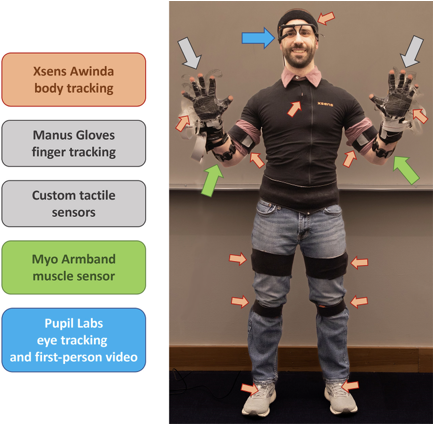 Xsens Awinda
body tracking
Manus Gloves
finger tracking
Custom tactile
sensors
Myo Armband
muscle sensor
Pupil Labs
eye tracking
and first-person video
xsens